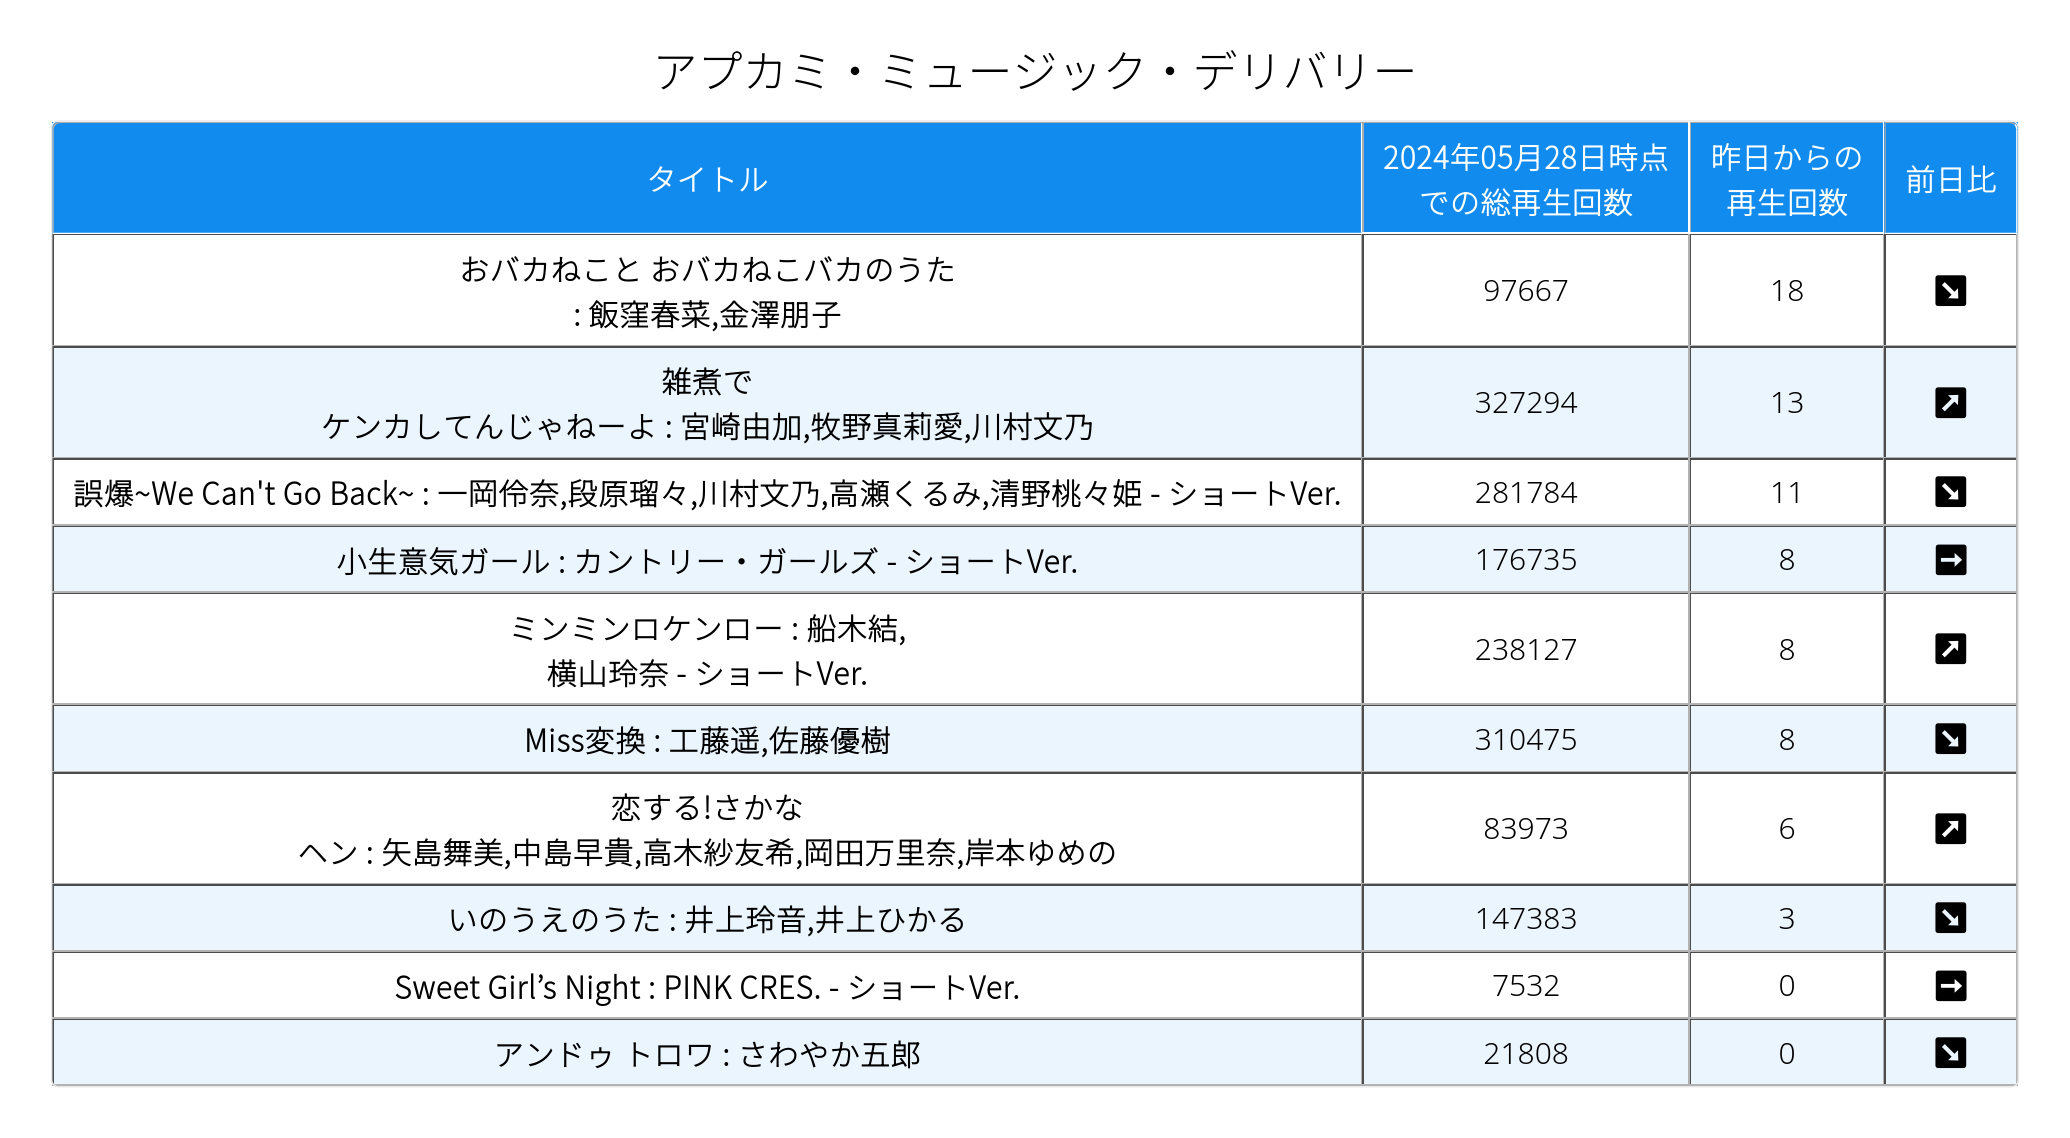 アプカミ・ミュージック・デリバリー
タイトル
2024年05月28日時点
での総再生回数
昨日からの
再生回数
前日比
おバカねこと おバカねこバカのうた
: 飯窪春菜,金澤朋子
97667
18
雑煮で
ケンカしてんじゃねーよ : 宮崎由加,牧野真莉愛,川村文乃
327294
13
誤爆~We Can't Go Back~ : 一岡伶奈,段原瑠々,川村文乃,高瀬くるみ,清野桃々姫 - ショートVer.
281784
11
小生意気ガール : カントリー・ガールズ - ショートVer.
176735
8
ミンミンロケンロー : 船木結,
横山玲奈 - ショートVer.
238127
8
Miss変換 : 工藤遥,佐藤優樹
310475
8
恋する!さかな
ヘン : 矢島舞美,中島早貴,高木紗友希,岡田万里奈,岸本ゆめの
83973
6
いのうえのうた : 井上玲音,井上ひかる
147383
3
Sweet Girl’s Night : PINK CRES. - ショートVer.
7532
0
アンドゥ トロワ : さわやか五郎
21808
0